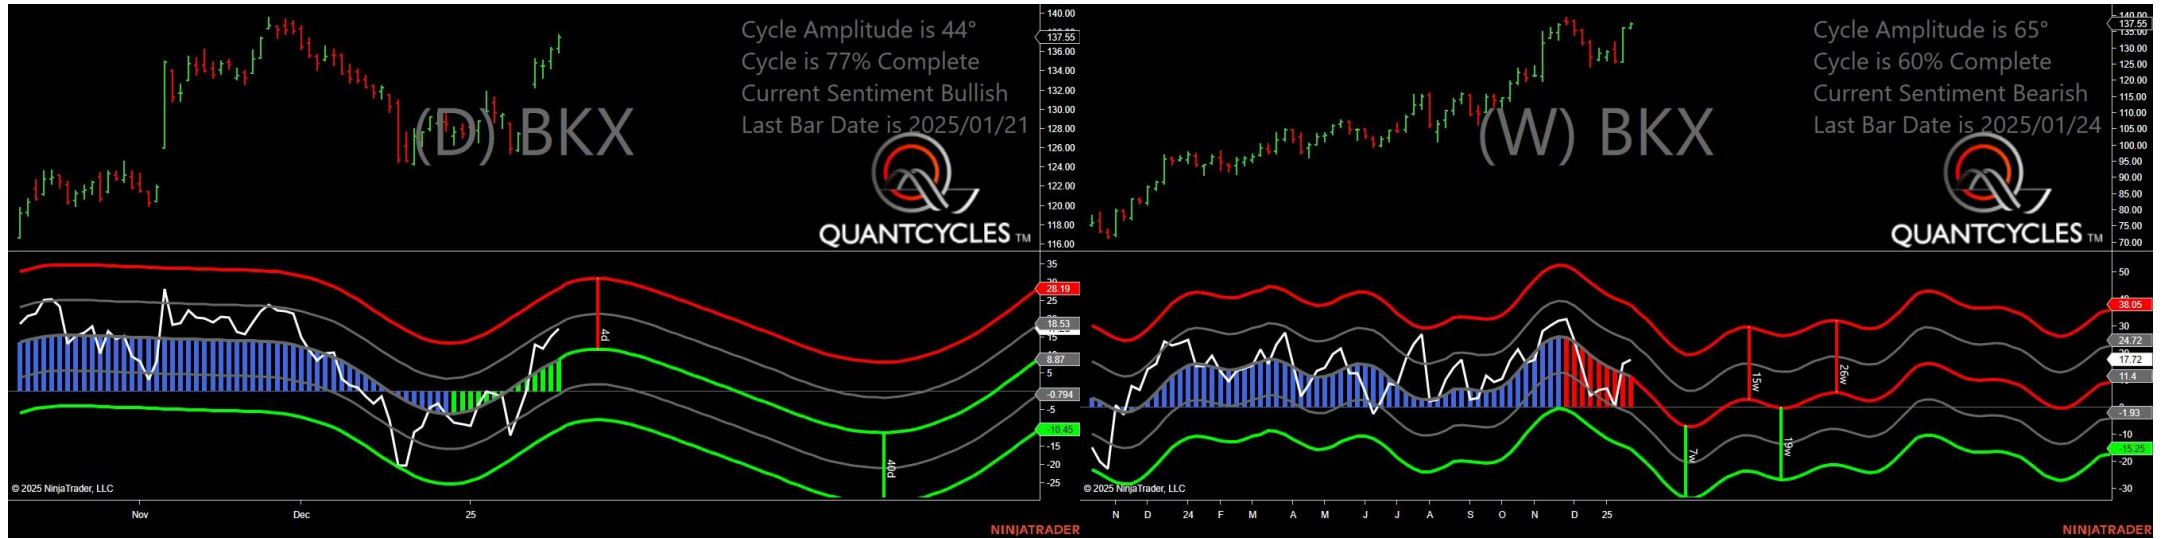 Cycle Amplitude is 44°
Cycle is 77% Complete
Current Sentiment Bullish
Last Bar Date is 2025/01/21
(D) BKX
QUANTCYCLES TM
140.00
137.55
136.00
134.00
132.00
130.00
128.00
126.00
124.00
122.00
120.00
118.00
116.00
35
28.19
25
18.53
8.87
5
-0.794
-5
-10.45
-15
-20
-25
4d
40d
© 2025 NinjaTrader, LLC
Nov
Dec
25
NINJATRADER
Cycle Amplitude is 65°
Cycle is 60% Complete
Current Sentiment Bearish
Last Bar Date is 2025/01/24
(W) BKX
QUANTCYCLES TM
140.00
137.55
135.00
130.00
125.00
120.00
115.00
110.00
105.00
100.00
95.00
90.00
85.00
80.00
75.00
70.00
50
38.05
30
24.72
17.72
11.4
-1.93
-10
-15.25
-20
-30
7w
15w
19w
26w
© 2025 NinjaTrader, LLC
N
D
24
F
M
A
M
J
J
A
S
O
N
D
25
NINJATRADER